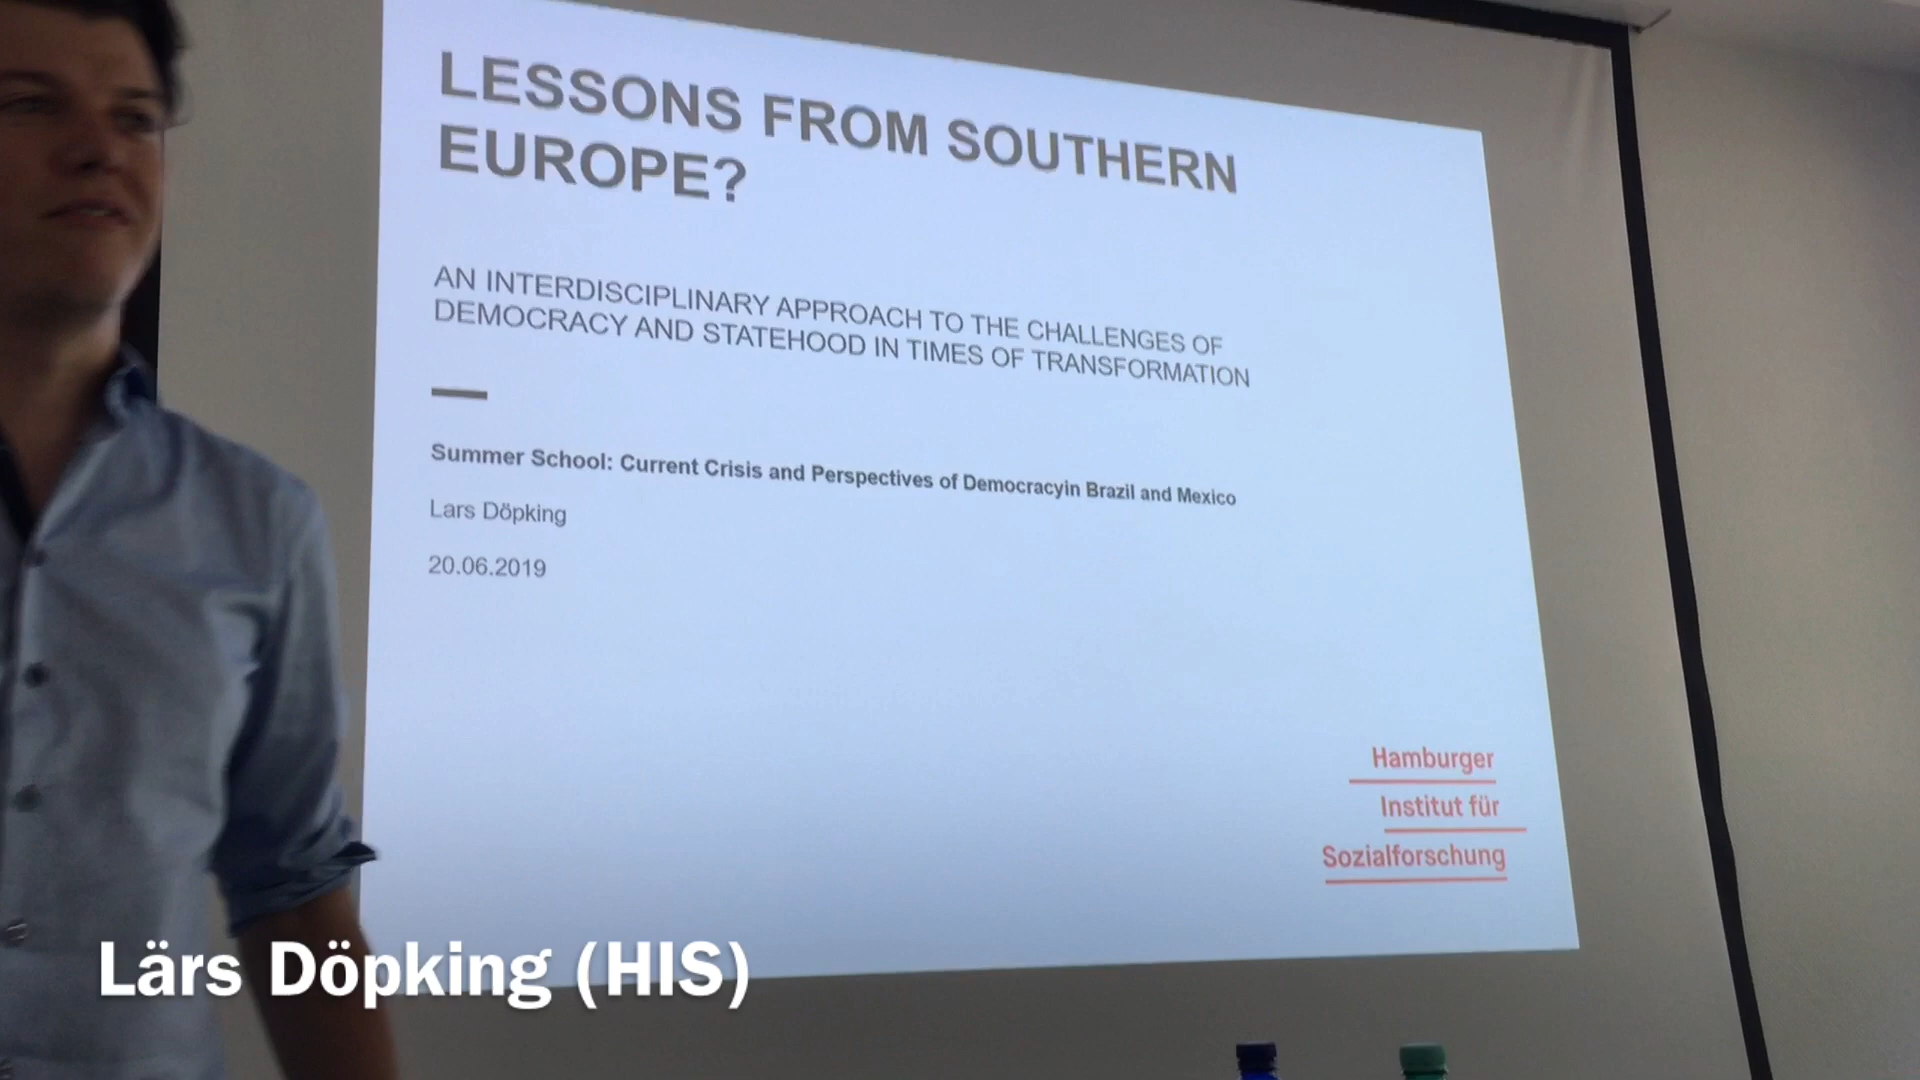 LESSONS FROM SOUTHERN
EUROPE?
AN INTERDISCIPLINARY APPROACH TO THE CHALLENGES OF
DEMOCRACY AND STATEHOOD IN TIMES OF TRANSFORMATION
Summer School: Current Crisis and Perspectives of Democracyin Brazil and Mexico
Lars Döpking
20.06.2019
Hamburger
Institut für
Sozialforschung
Lärs Döpking (HIS)